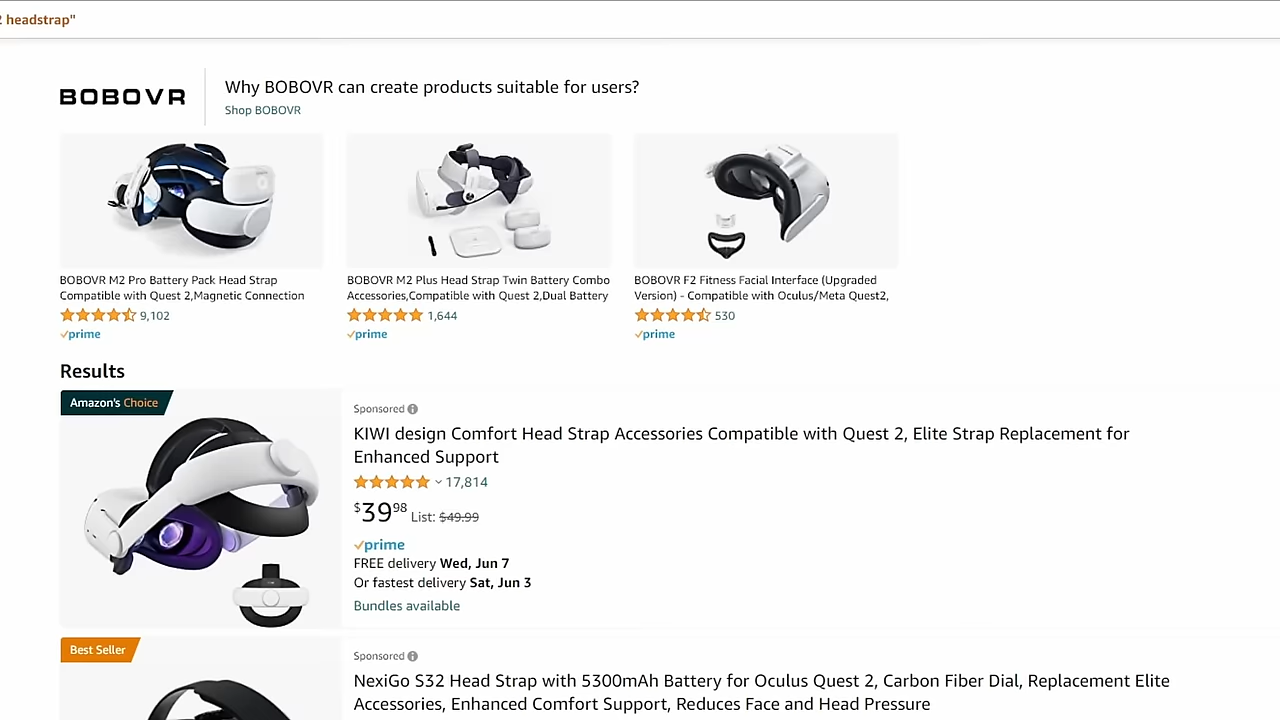 2 headstrap"
BOBOVR
Why BOBOVR can create products suitable for users?
Shop BOBOVR
BOBOVR M2 Pro Battery Pack Head Strap
Compatible with Quest 2,Magnetic Connection
9,102
prime
BOBOVR M2 Plus Head Strap Twin Battery Combo
Accessories,Compatible with Quest 2,Dual Battery
1,644
prime
BOBOVR F2 Fitness Facial Interface (Upgraded
Version) - Compatible with Oculus/Meta Quest2,
530
prime
Results
Amazon's Choice
Sponsored
KIWI design Comfort Head Strap Accessories Compatible with Quest 2, Elite Strap Replacement for
Enhanced Support
17,814
$39.98 List: $49.99
prime
FREE delivery Wed, Jun 7
Or fastest delivery Sat, Jun 3
Bundles available
Best Seller
Sponsored
NexiGo S32 Head Strap with 5300mAh Battery for Oculus Quest 2, Carbon Fiber Dial, Replacement Elite
Accessories, Enhanced Comfort Support, Reduces Face and Head Pressure